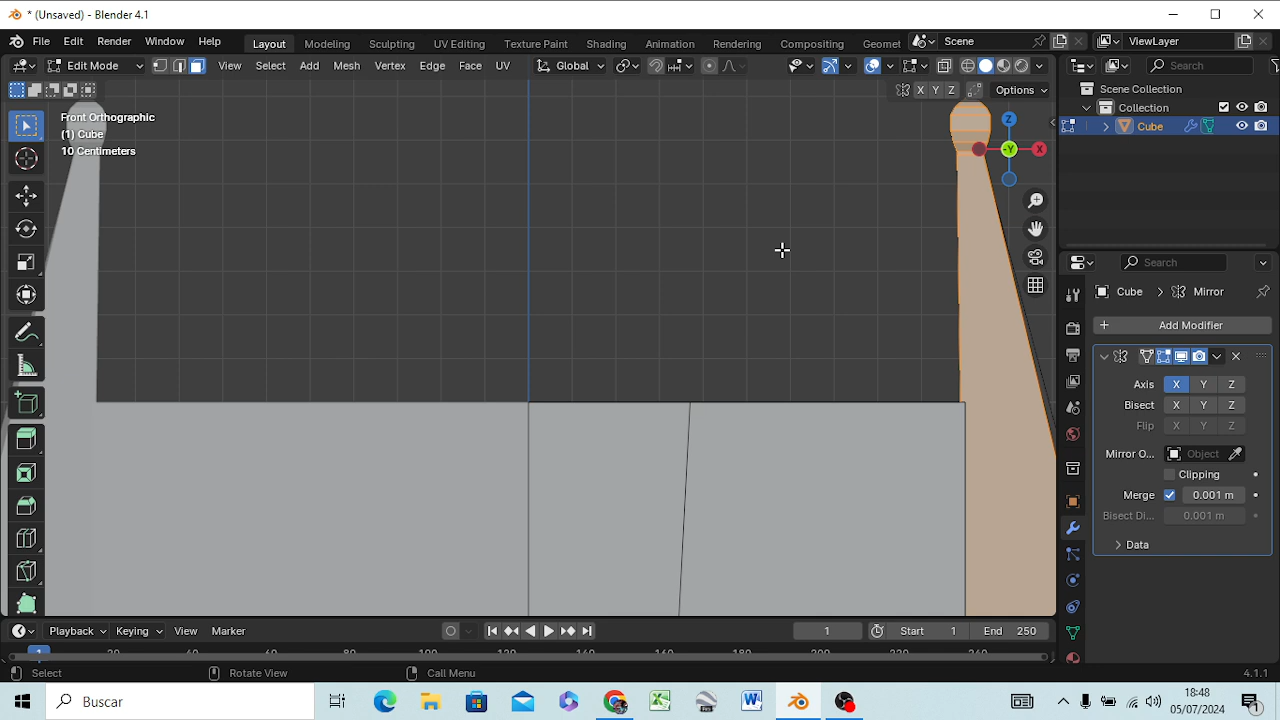 * (Unsaved) - Blender 4.1
File Edit Render Window Help Layout Modeling Sculpting UV Editing Texture Paint Shading Animation Rendering Compositing Geomet Scene ViewLayer
Edit Mode View Select Add Mesh Vertex Edge Face UV Global Search
X Y Z Options Scene Collection
Front Orthographic Collection
(1) Cube Cube
10 Centimeters
Z
-Y X
Search
Cube > Mirror
+ Add Modifier
Axis X Y Z
Bisect X Y Z
Flip X Y Z
Mirror O... Object
Clipping
Merge 0.001 m
Bisect Di... 0.001 m
> Data
Playback Keying View Marker 1 Start 1 End 250
1 20
Select Rotate View Call Menu 4.1.1
Buscar 18:48
05/07/2024